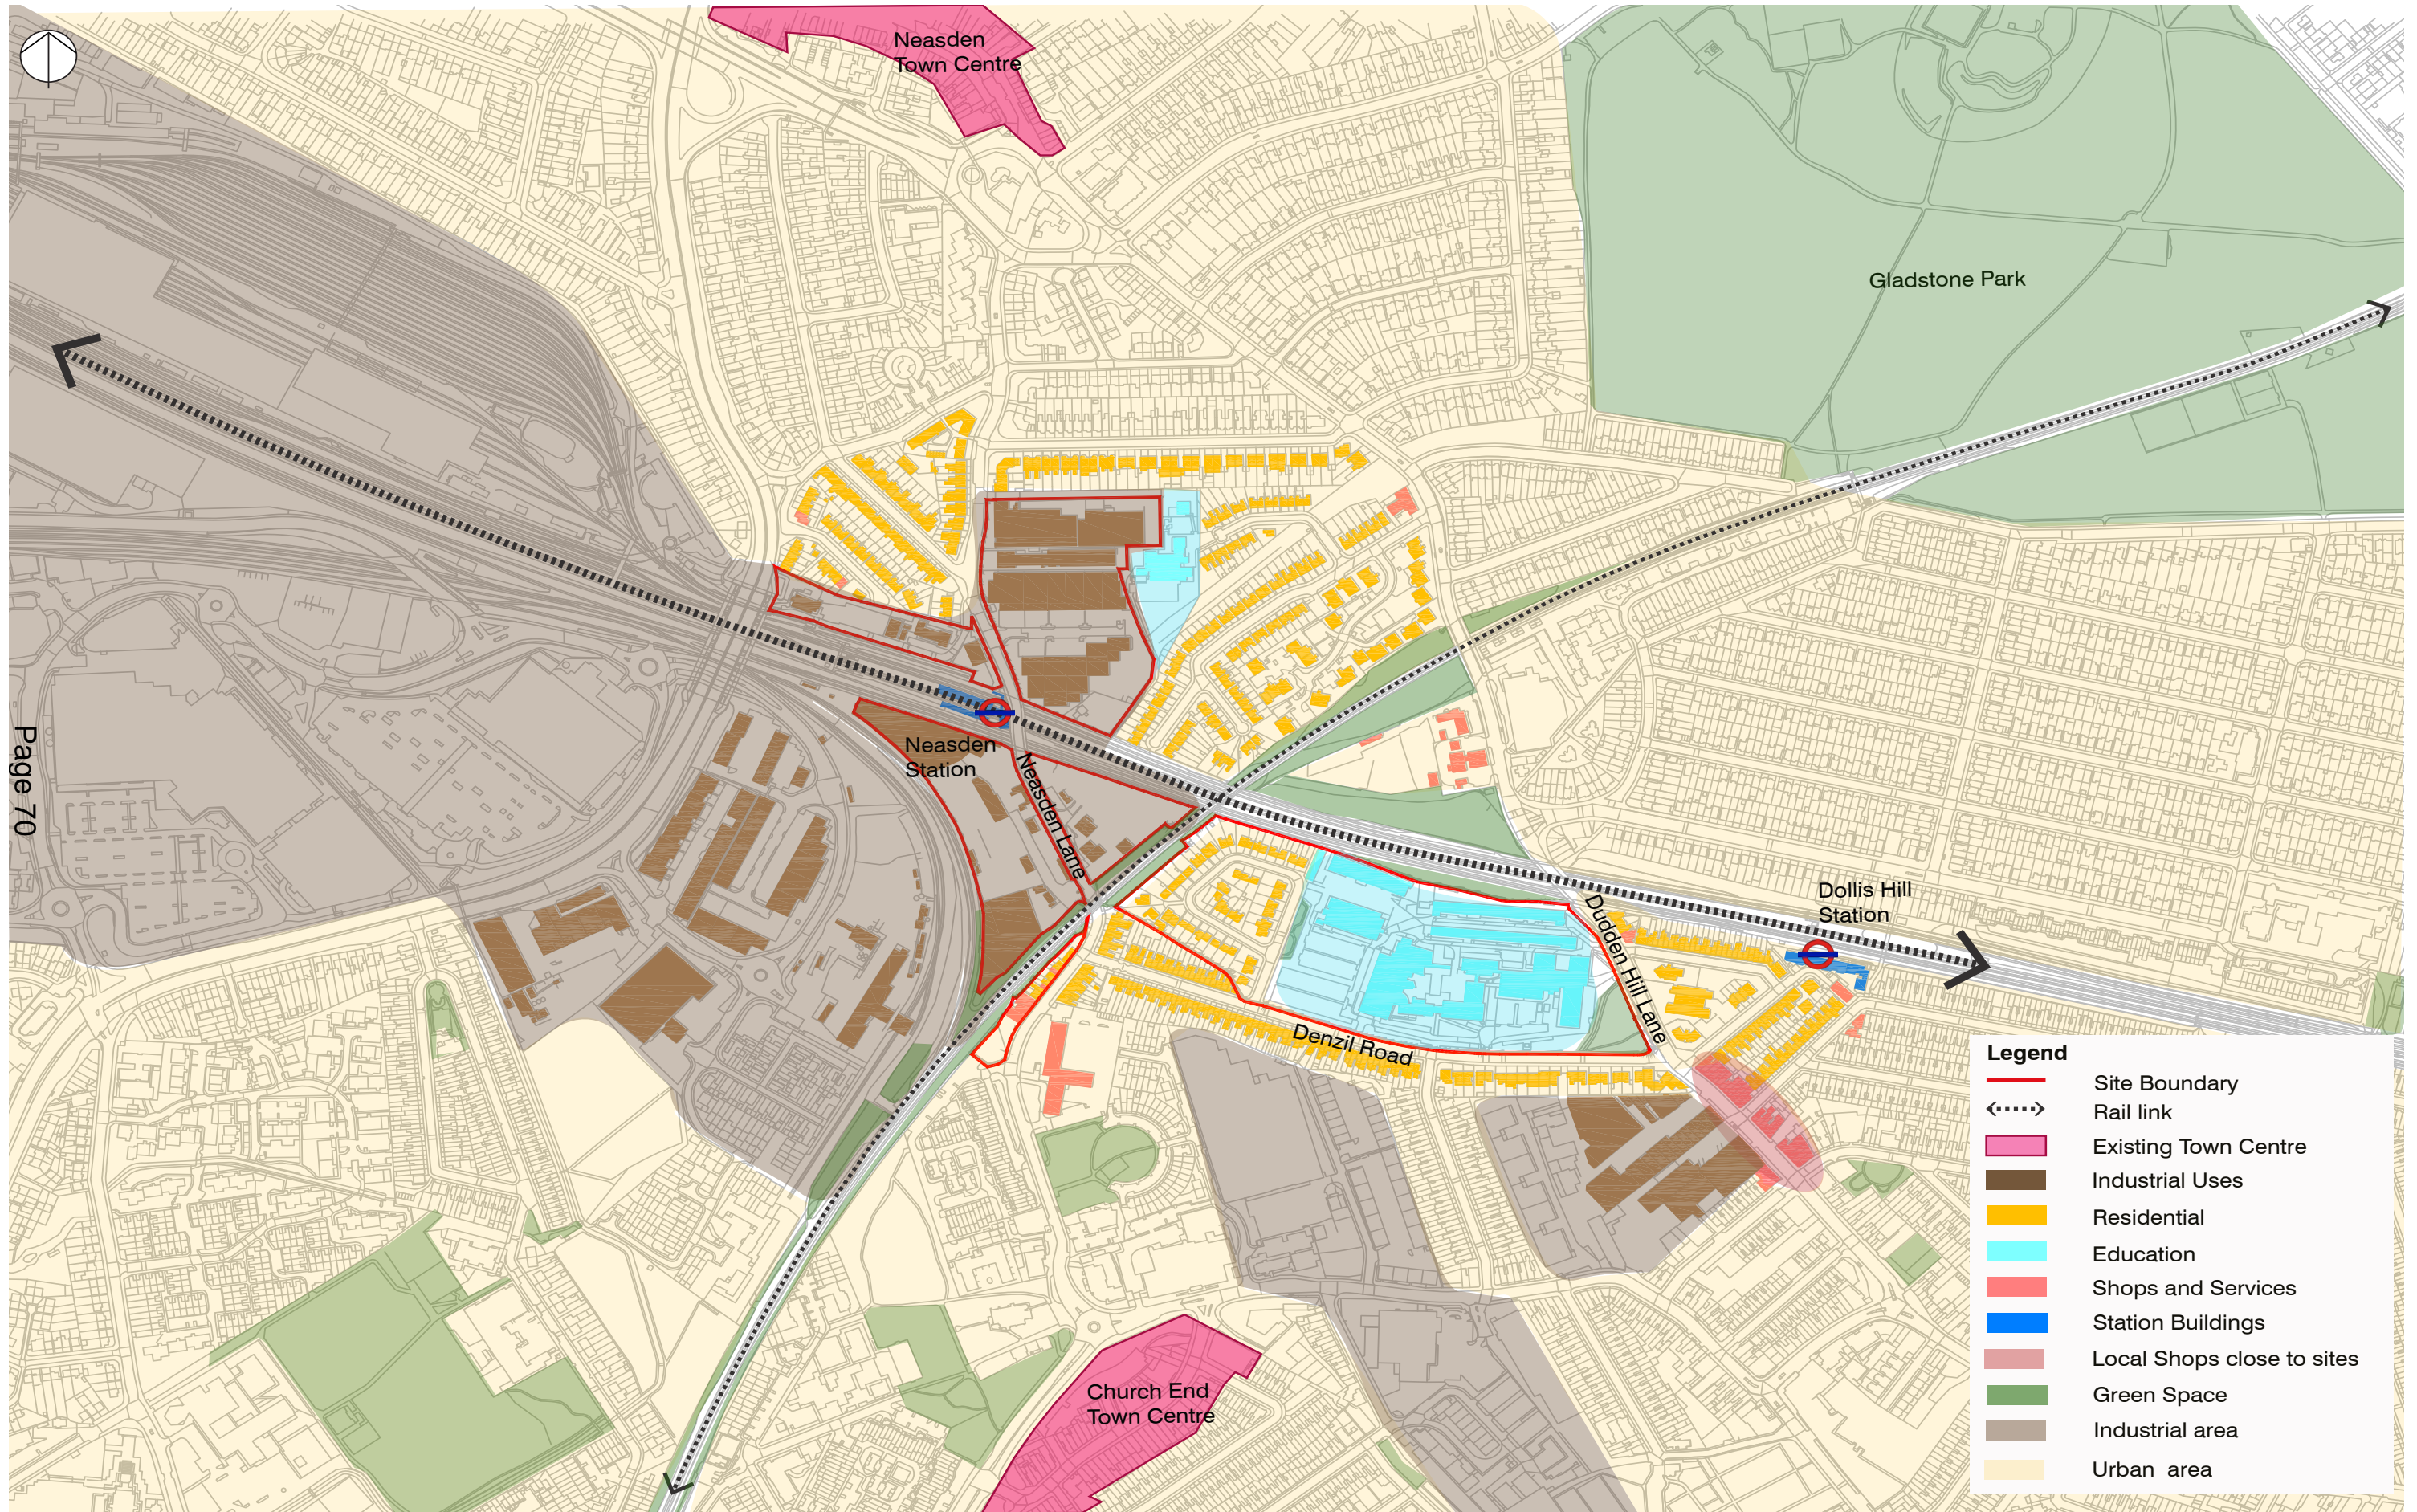 Neasden
Town Centre
Gladstone Park
Page 70
Neasden
Station
Neasden Lane
Dollis Hill
Station
Dudden Hill Lane
Denzil Road
Church End
Town Centre
Legend
Site Boundary
Rail link
Existing Town Centre
Industrial Uses
Residential
Education
Shops and Services
Station Buildings
Local Shops close to sites
Green Space
Industrial area
Urban area